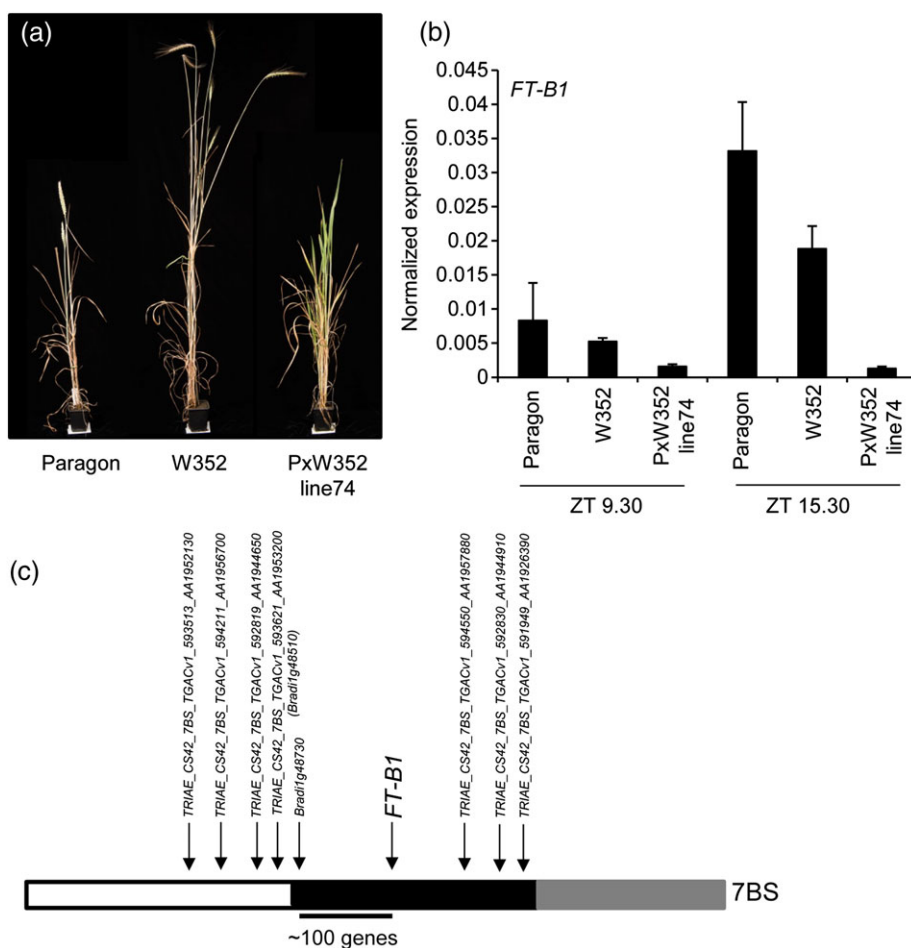 (a)
Paragon
W352
PxW352
line74
(b)
FT-B1
Normalized expression
0.045
0.04
0.035
0.03
0.025
0.02
0.015
0.01
0.005
0
Paragon
W352
PxW352
line74
Paragon
W352
PxW352
line74
ZT 9.30
ZT 15.30
(c)
TRIAE_CS42_7BS_TGACv1_593513_AA1952130
TRIAE_CS42_7BS_TGACv1_594211_AA1956700
TRIAE_CS42_7BS_TGACv1_592819_AA1944650
TRIAE_CS42_7BS_TGACv1_593621_AA1953200
(Bradi1g48510)
Bradi1g48730
FT-B1
TRIAE_CS42_7BS_TGACv1_594550_AA1957880
TRIAE_CS42_7BS_TGACv1_592830_AA1944910
TRIAE_CS42_7BS_TGACv1_591949_AA1926390
7BS
~100 genes